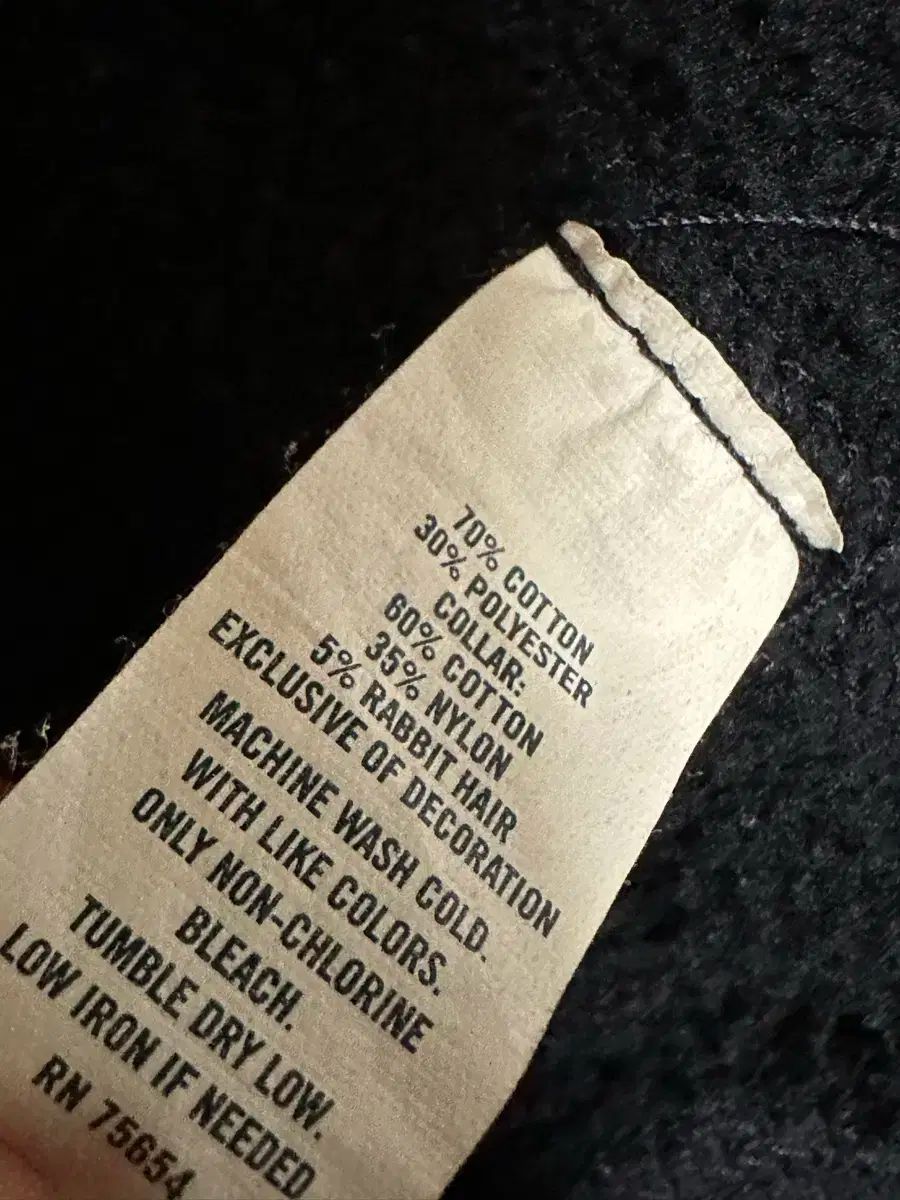 70% COTTON
30% POLYESTER
COLLAR:
60% COTTON
35% NYLON
5% RABBIT HAIR
EXCLUSIVE OF DECORATION
MACHINE WASH COLD.
WITH LIKE COLORS.
ONLY NON-CHLORINE
BLEACH.
TUMBLE DRY LOW.
LOW IRON IF NEEDED
RN 75654